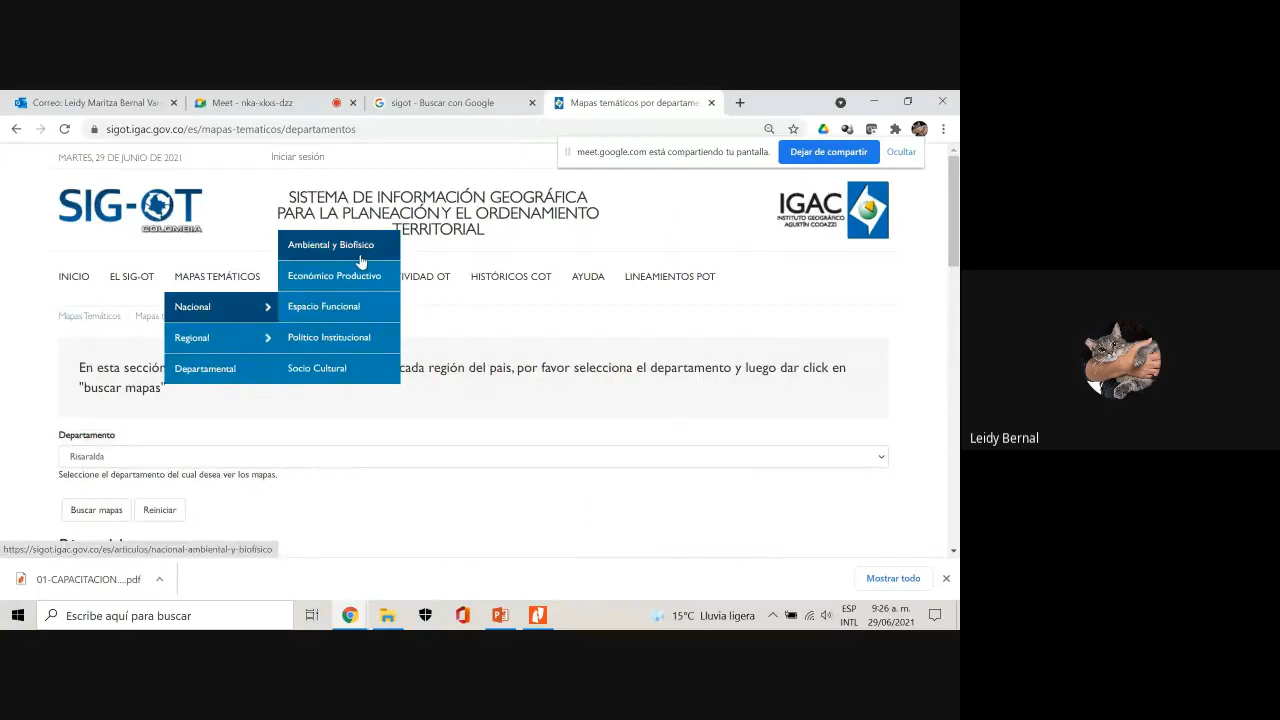 Correo: Leidy Maritza Bernal Va
Meet - nka-xkxs-dzz
sigot - Buscar con Google
Mapas temáticos por departame
sigot.igac.gov.co/es/mapas-tematicos/departamentos
meet.google.com está compartiendo tu pantalla.
Dejar de compartir
Ocultar
MARTES, 29 DE JUNIO DE 2021
Iniciar sesión
SIG-OT
COLOMBIA
SISTEMA DE INFORMACIÓN GEOGRÁFICA
PARA LA PLANEACIÓN Y EL ORDENAMIENTO
TERRITORIAL
IGAC
INSTITUTO GEOGRÁFICO
AGUSTÍN CODAZZI
INICIO
EL SIG-OT
MAPAS TEMÁTICOS
IVIDAD OT
HISTÓRICOS COT
AYUDA
LINEAMIENTOS POT
Ambiental y Biofísico
Económico Productivo
Espacio Funcional
Político Institucional
Socio Cultural
Nacional
Regional
Departamental
Mapas Temáticos
Mapas t
En esta sección cada región del pais, por favor selecciona el departamento y luego dar click en
"buscar mapas"
Departamento
Risaralda
Seleccione el departamento del cual desea ver los mapas.
Buscar mapas
Reiniciar
https://sigot.igac.gov.co/es/articulos/nacional-ambiental-y-biofísico
01-CAPACITACION....pdf
Mostrar todo
Escribe aquí para buscar
15°C Lluvia ligera
ESP
INTL
9:26 a. m.
29/06/2021
Leidy Bernal